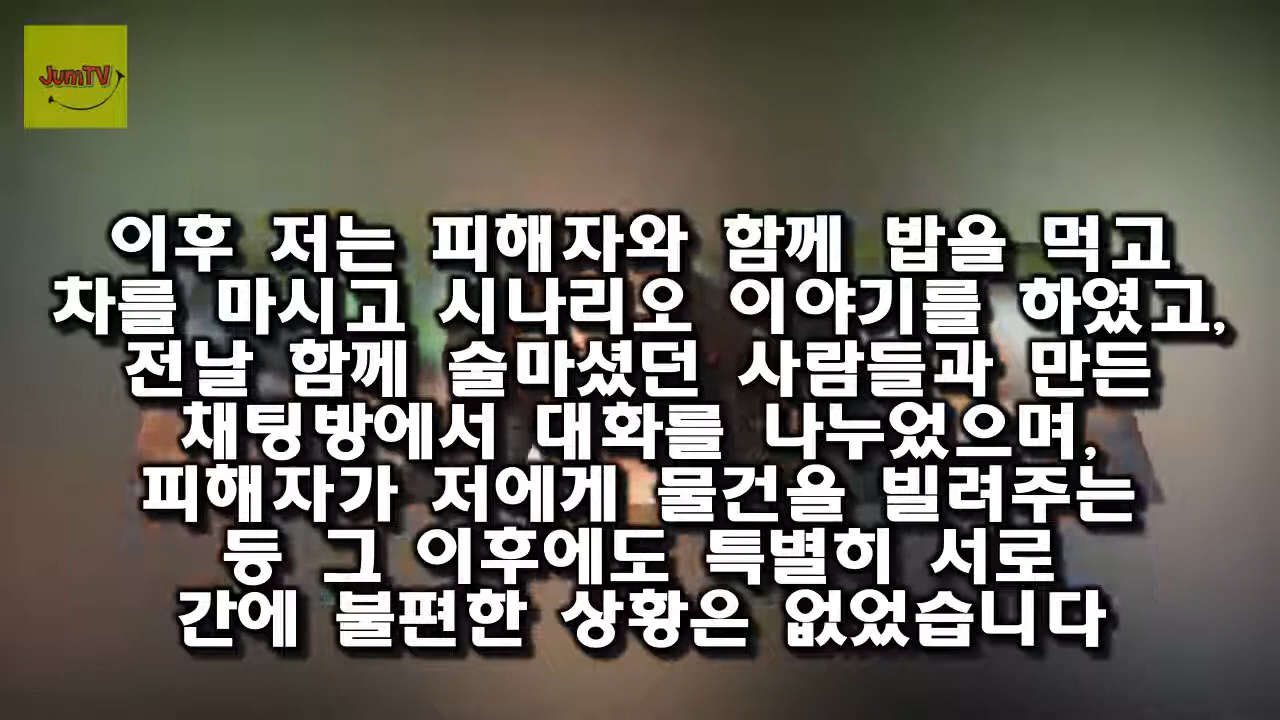 JumTV
이후 저는 피해자와 함께 밥을 먹고
차를 마시고 시나리오 이야기를 하였고,
전날 함께 술마셨던 사람들과 만든
채팅방에서 대화를 나누었으며,
피해자가 저에게 물건을 빌려주는
등 그 이후에도 특별히 서로
간에 불편한 상황은 없었습니다